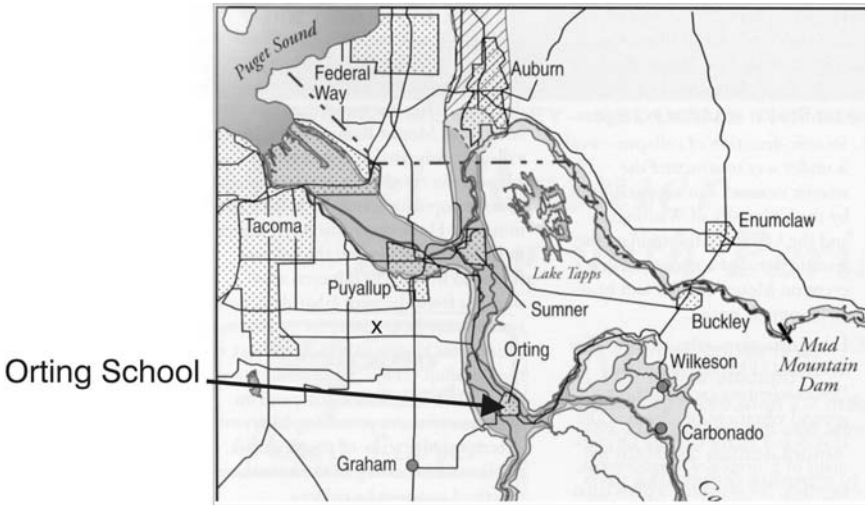 Puget Sound
Federal
Way
Auburn
Tacoma
Enumclaw
Lake Tapps
Puyallup
Sumner
Buckley
x
Orting
Wilkeson
Mud
Mountain
Dam
Orting School
Carbonado
Graham